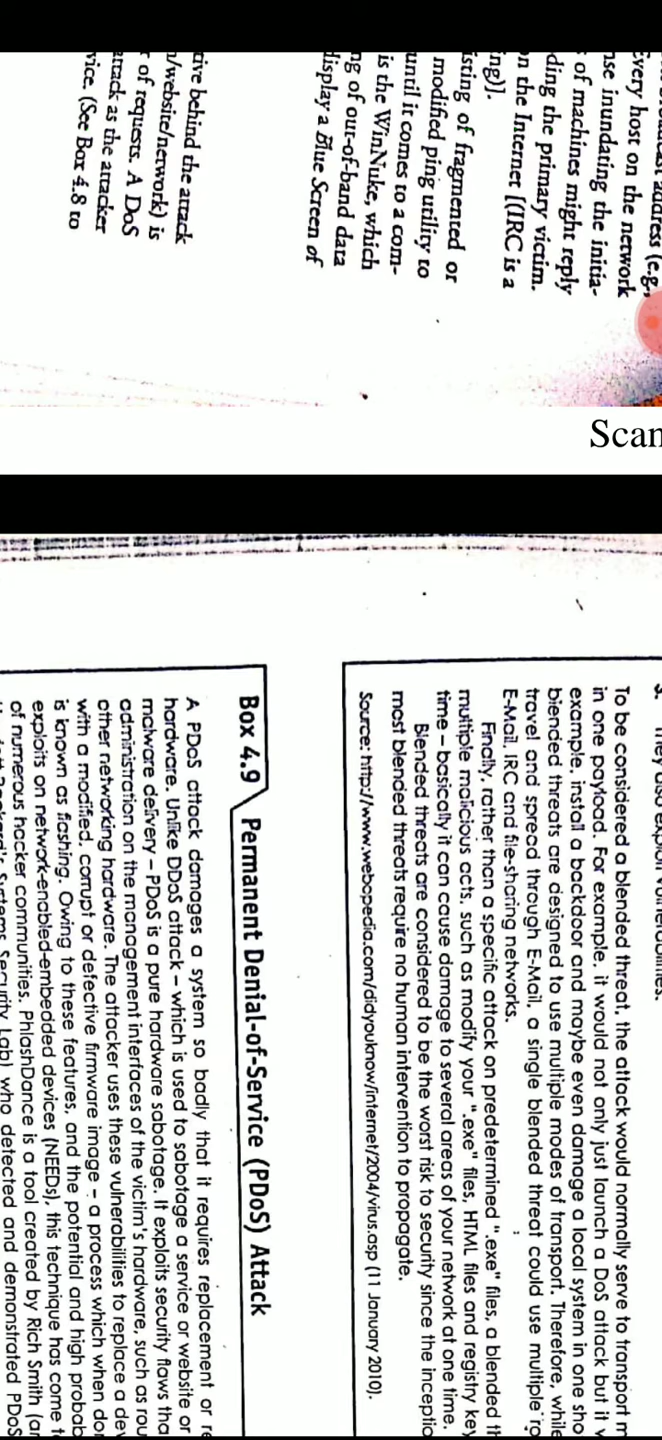 address (e.g.,
Every host on the network
nse inundating the initia-
of machines might reply
ding the primary victim.
on the Internet [(IRC is a
ing)].
isting of fragmented or
modified ping utility to
until it comes to a com-
is the WinNuke, which
ng of out-of-band data
display a Blue Screen of
tive behind the attack
n/website/network) is
r of requests. A DoS
attack as the attacker
vice. (See Box 4.8 to
Scan
They also exploit vulnerabilities.
To be considered a blended threat, the attack would normally serve to transport m
in one payload. For example, it would not only just launch a DoS attack but it w
example, install a backdoor and maybe even damage a local system in one sho
blended threats are designed to use multiple modes of transport. Therefore, while
travel and spread through E-Mail, a single blended threat could use multiple ro
E-Mail, IRC and file-sharing networks.
Finally, rather than a specific attack on predetermined ".exe" files, a blended th
multiple malicious acts, such as modify your ".exe" files, HTML files and registry key
time – basically it can cause damage to several areas of your network at one time.
Blended threats are considered to be the worst risk to security since the inceptio
most blended threats require no human intervention to propagate.
Source: http://www.webopedia.com/didyouknow/internet/2004/virus.asp (11 January 2010).
Box 4.9 Permanent Denial-of-Service (PDoS) Attack
A PDoS attack damages a system so badly that it requires replacement or re
hardware. Unlike DDoS attack – which is used to sabotage a service or website or
malware delivery – PDoS is a pure hardware sabotage. It exploits security flaws tha
administration on the management interfaces of the victim's hardware, such as rou
other networking hardware. The attacker uses these vulnerabilities to replace a dev
with a modified, corrupt or defective firmware image – a process which when don
is known as flashing. Owing to these features, and the potential and high probab
exploits on network-enabled-embedded devices (NEEDs), this technique has come t
of numerous hacker communities. PhlashDance is a tool created by Rich Smith (an
Systems Security Lab) who detected and demonstrated PDoS